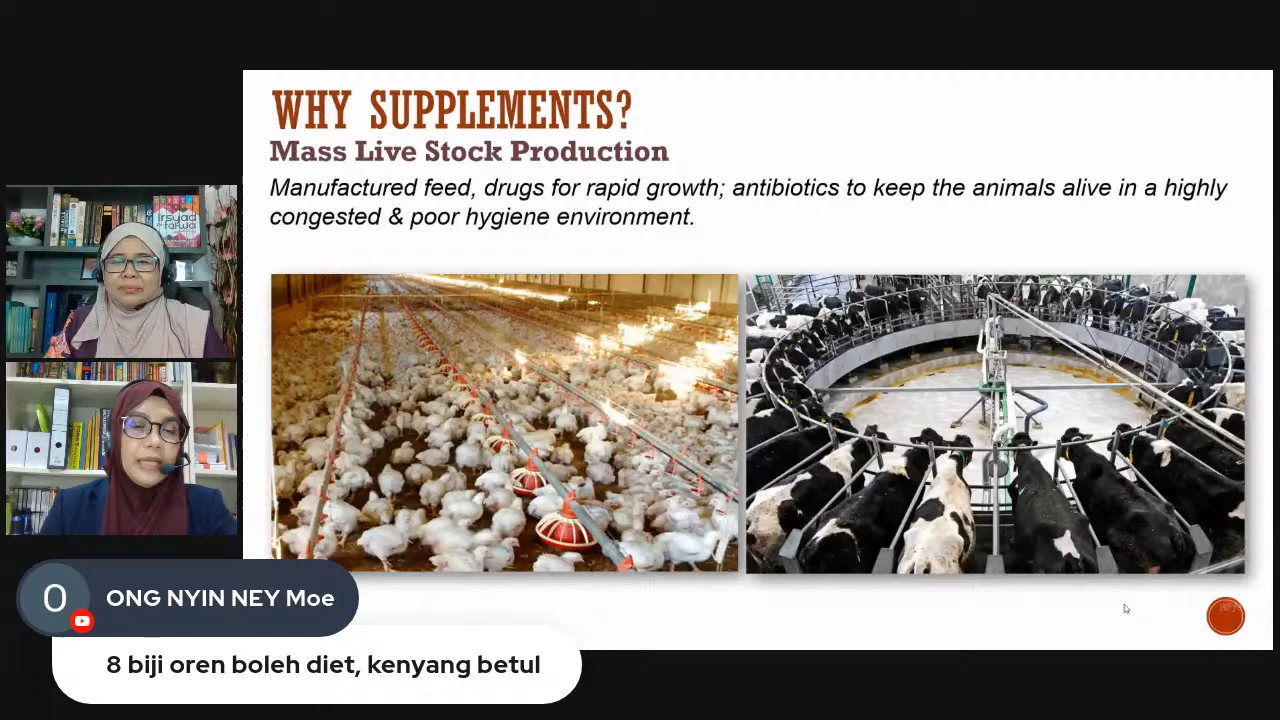 WHY SUPPLEMENTS?
Mass Live Stock Production
Manufactured feed, drugs for rapid growth; antibiotics to keep the animals alive in a highly
congested & poor hygiene environment.
O
ONG NYIN NEY Moe
8 biji oren boleh diet, kenyang betul